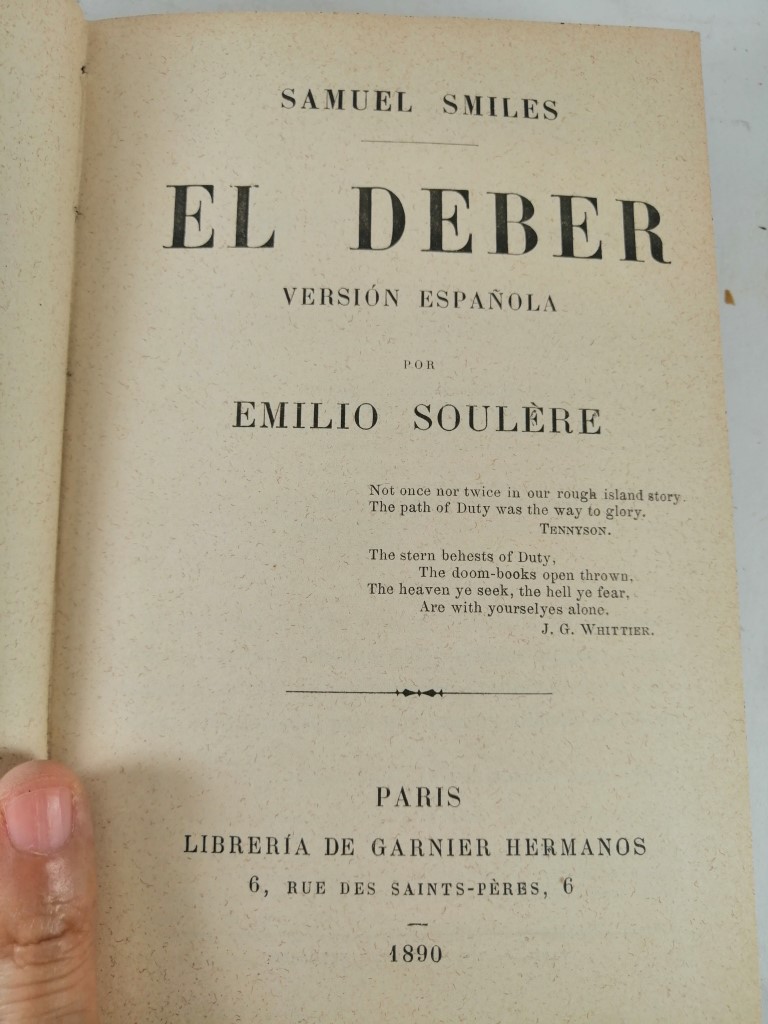 SAMUEL SMILES
EL DEBER
VERSIÓN ESPAÑOLA
POR
EMILIO SOULÈRE
Not once nor twice in our rough island story.
The path of Duty was the way to glory.
TENNYSON.
The stern behests of Duty,
The doom-books open thrown,
The heaven ye seek, the hell ye fear,
Are with yourselyes alone.
J. G. WHITTIER.
PARIS
LIBRERÍA DE GARNIER HERMANOS
6, RUE DES SAINTS-PÈRES, 6
1890